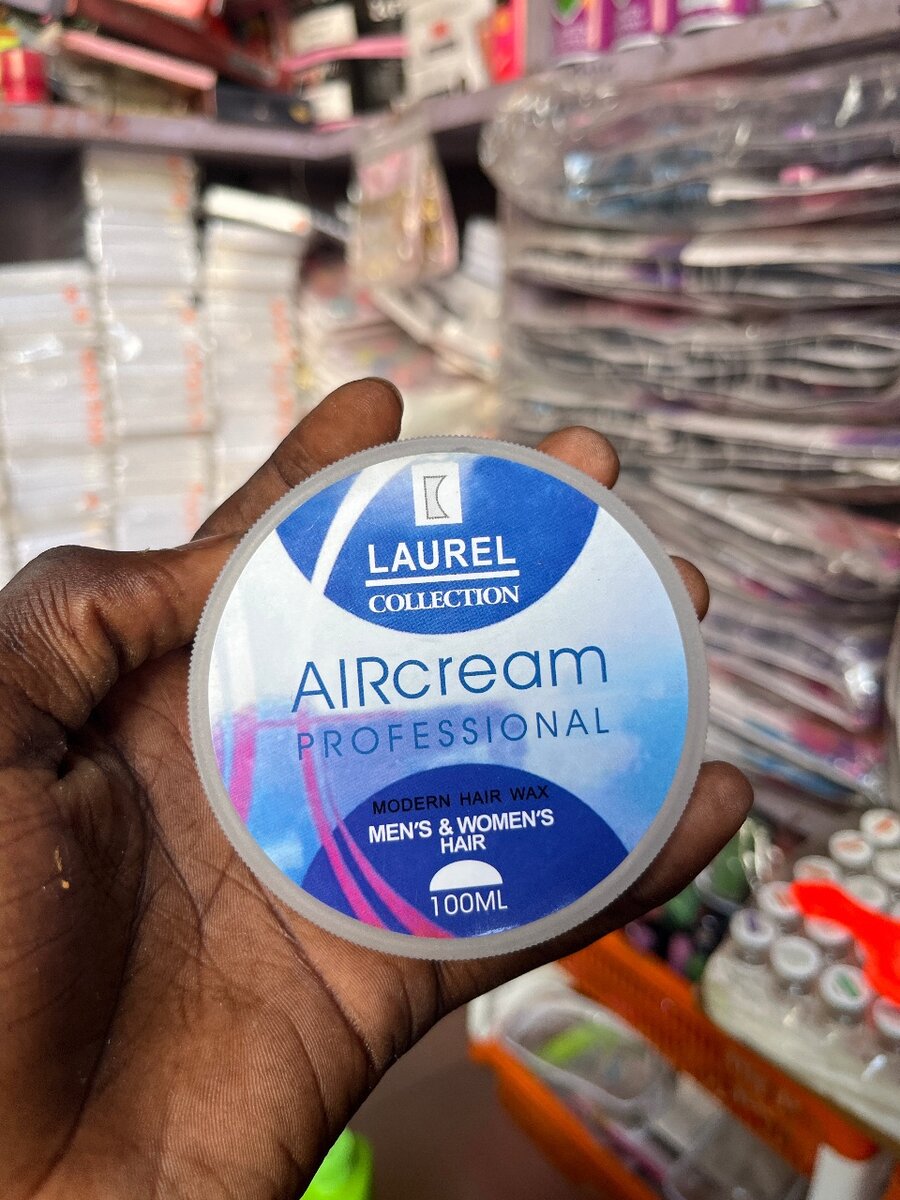 LAUREL
COLLECTION
AIRcream
PROFESSIONAL
MODERN HAIR WAX
MEN'S & WOMEN'S
HAIR
100ML